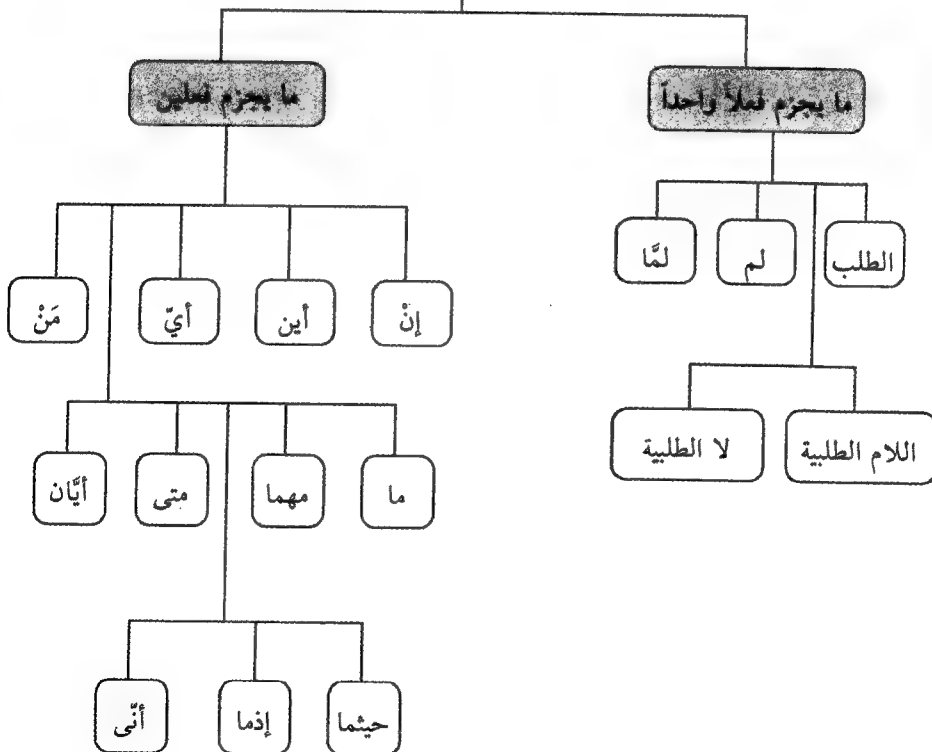 ما يجزم فعلاً واحداً
ما يجزم فعلين
الطلب
لم
لمَّا
اللام الطلبية
لا الطلبية
إنْ
أين
أيّ
مَنْ
ما
مهما
متى
أيَّان
حيثما
إذما
أنّى